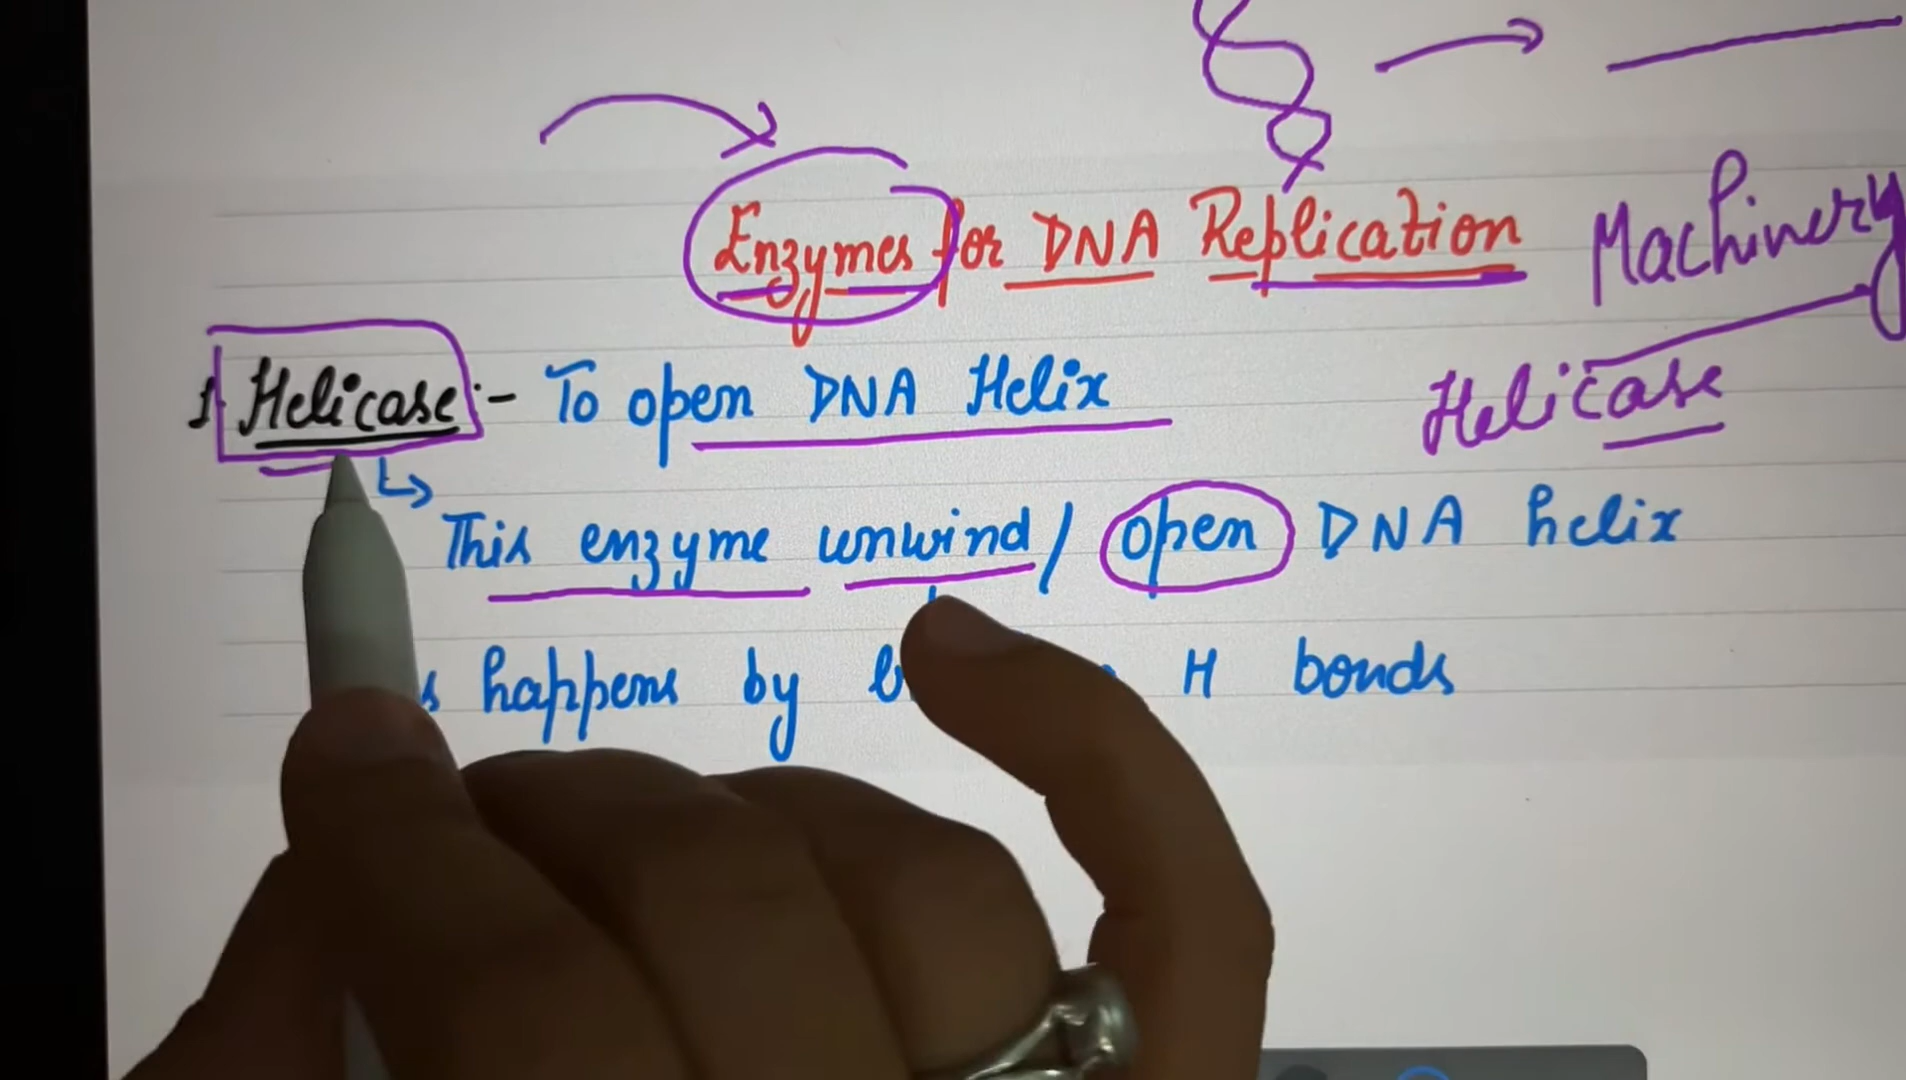 Enzymes for DNA Replication Machinery
1. Helicase :- To open DNA Helix Helicase
This enzyme unwind / open DNA helix
happens by H bonds